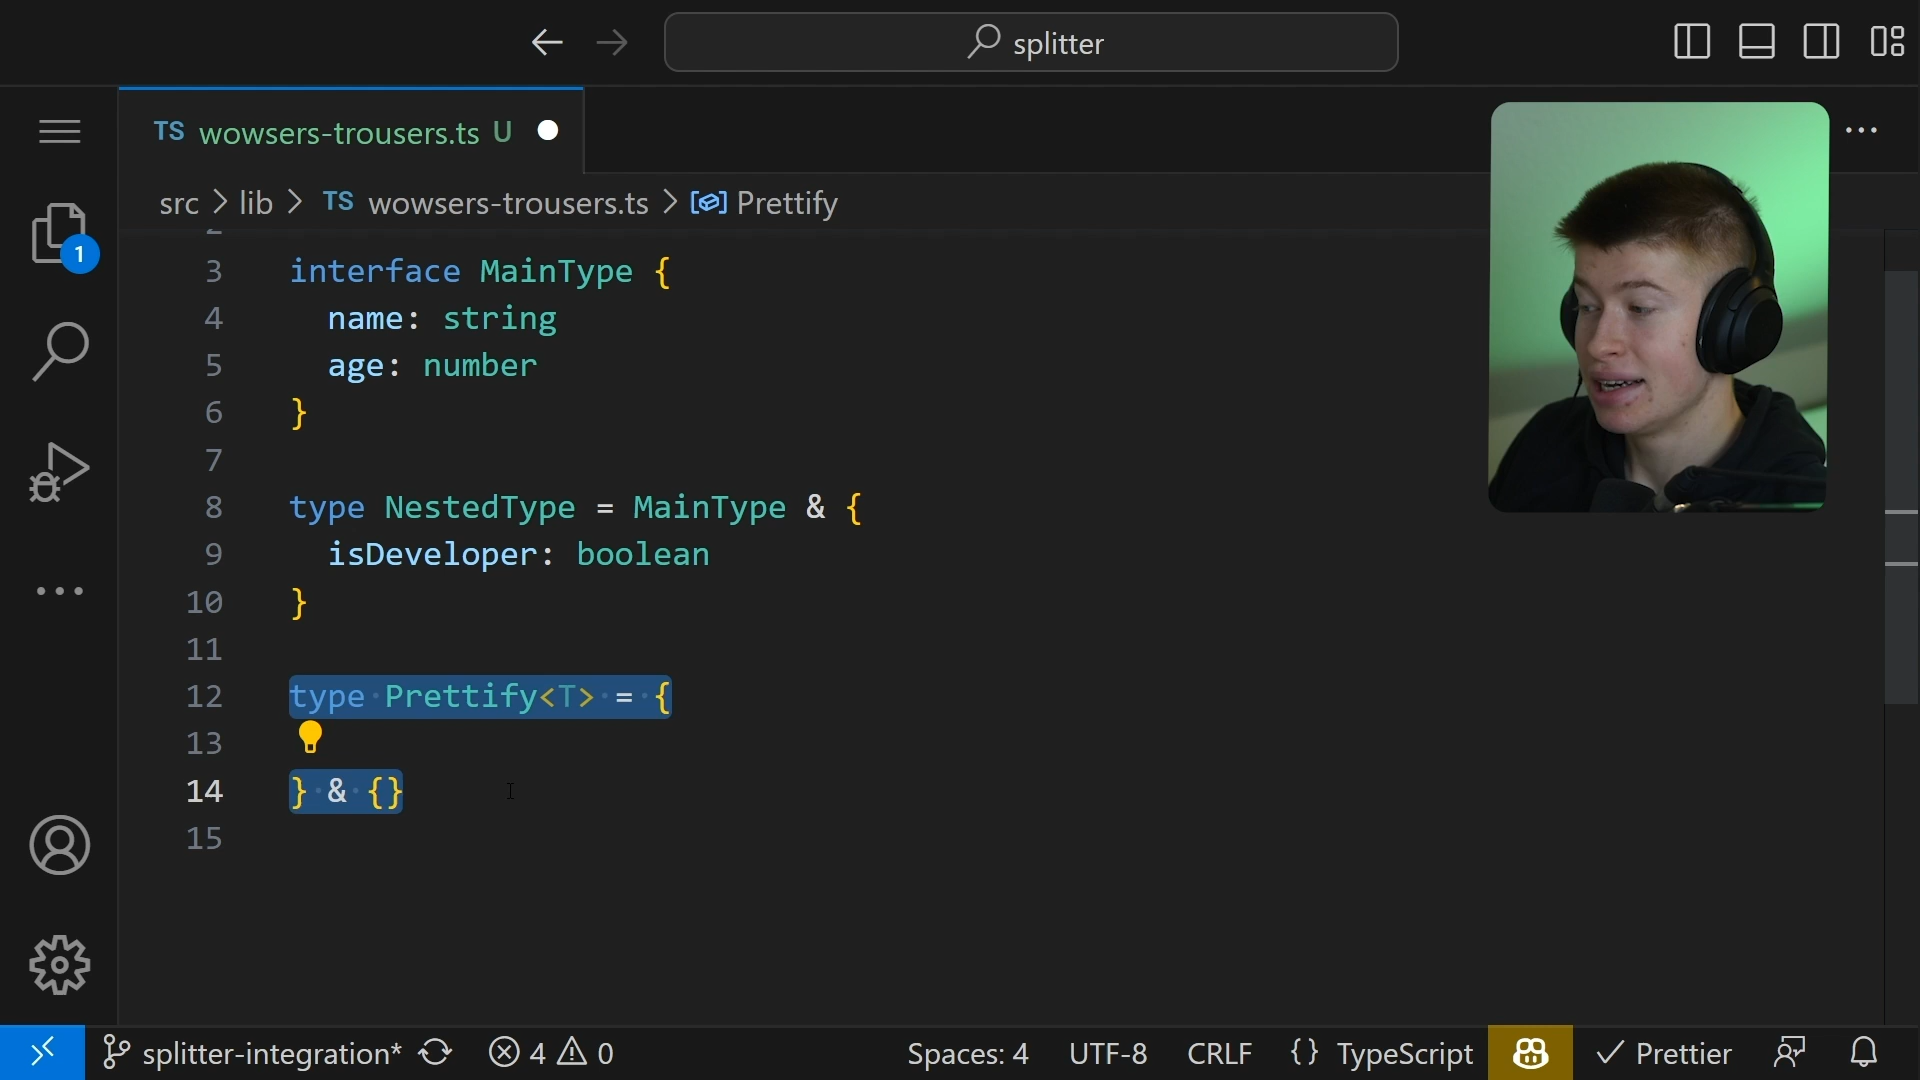 splitter
TS wowsers-trousers.ts U
src > lib > TS wowsers-trousers.ts > Prettify
1
2
3 interface MainType {
4 name: string
5 age: number
6 }
7
8 type NestedType = MainType & {
9 isDeveloper: boolean
10 }
11
12 type Prettify<T> = {
13
14 } & {}
15
splitter-integration* 4 0 Spaces: 4 UTF-8 CRLF {} TypeScript Prettier